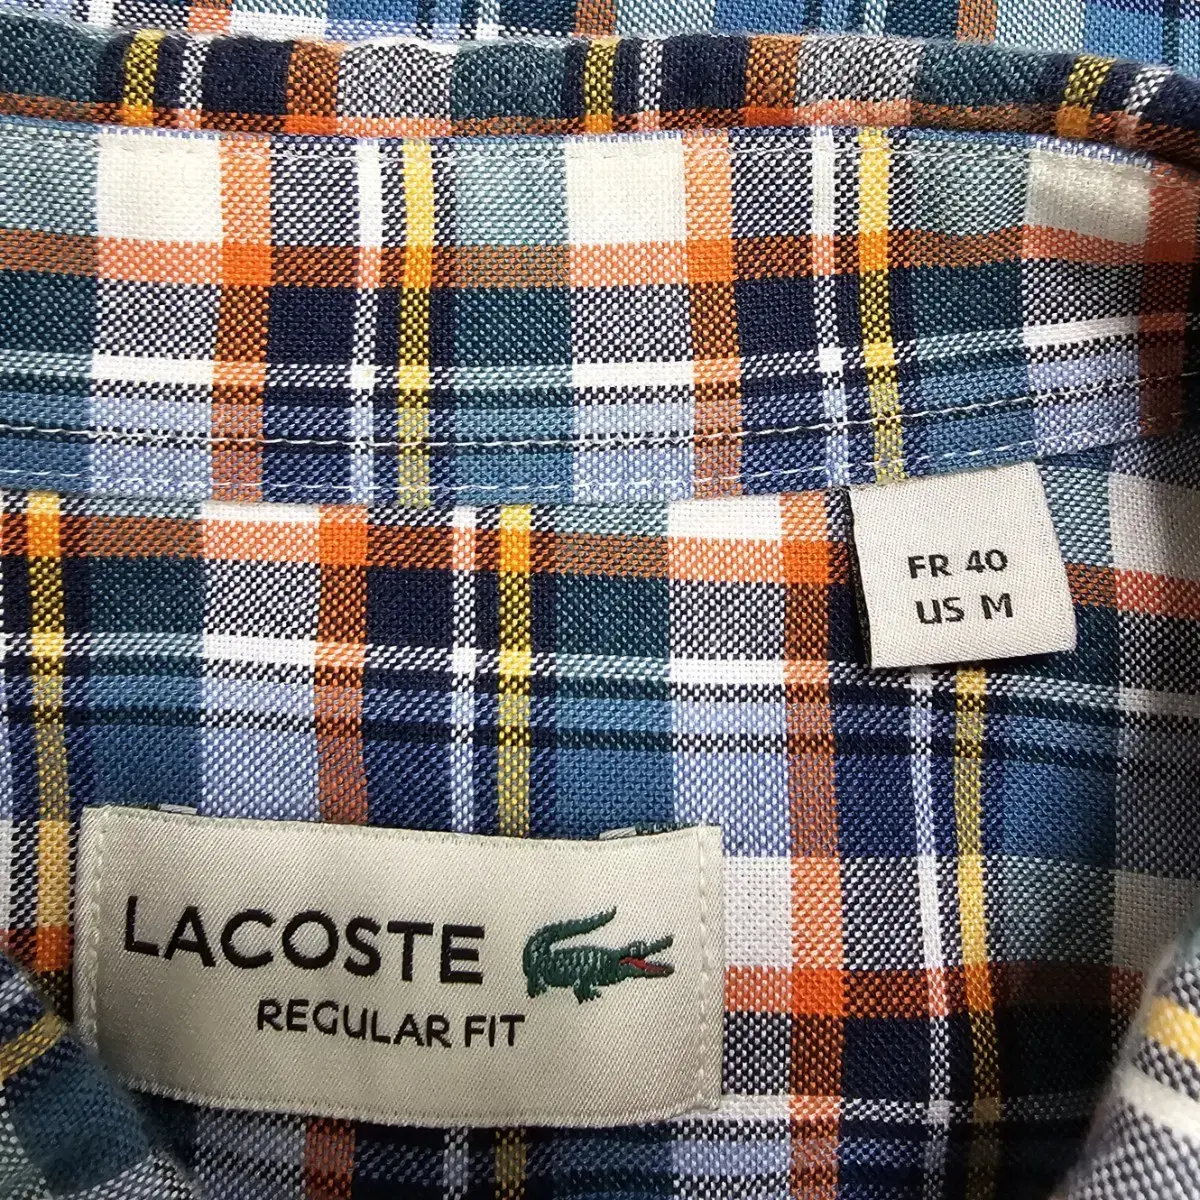 FR 40
US M
LACOSTE
REGULAR FIT